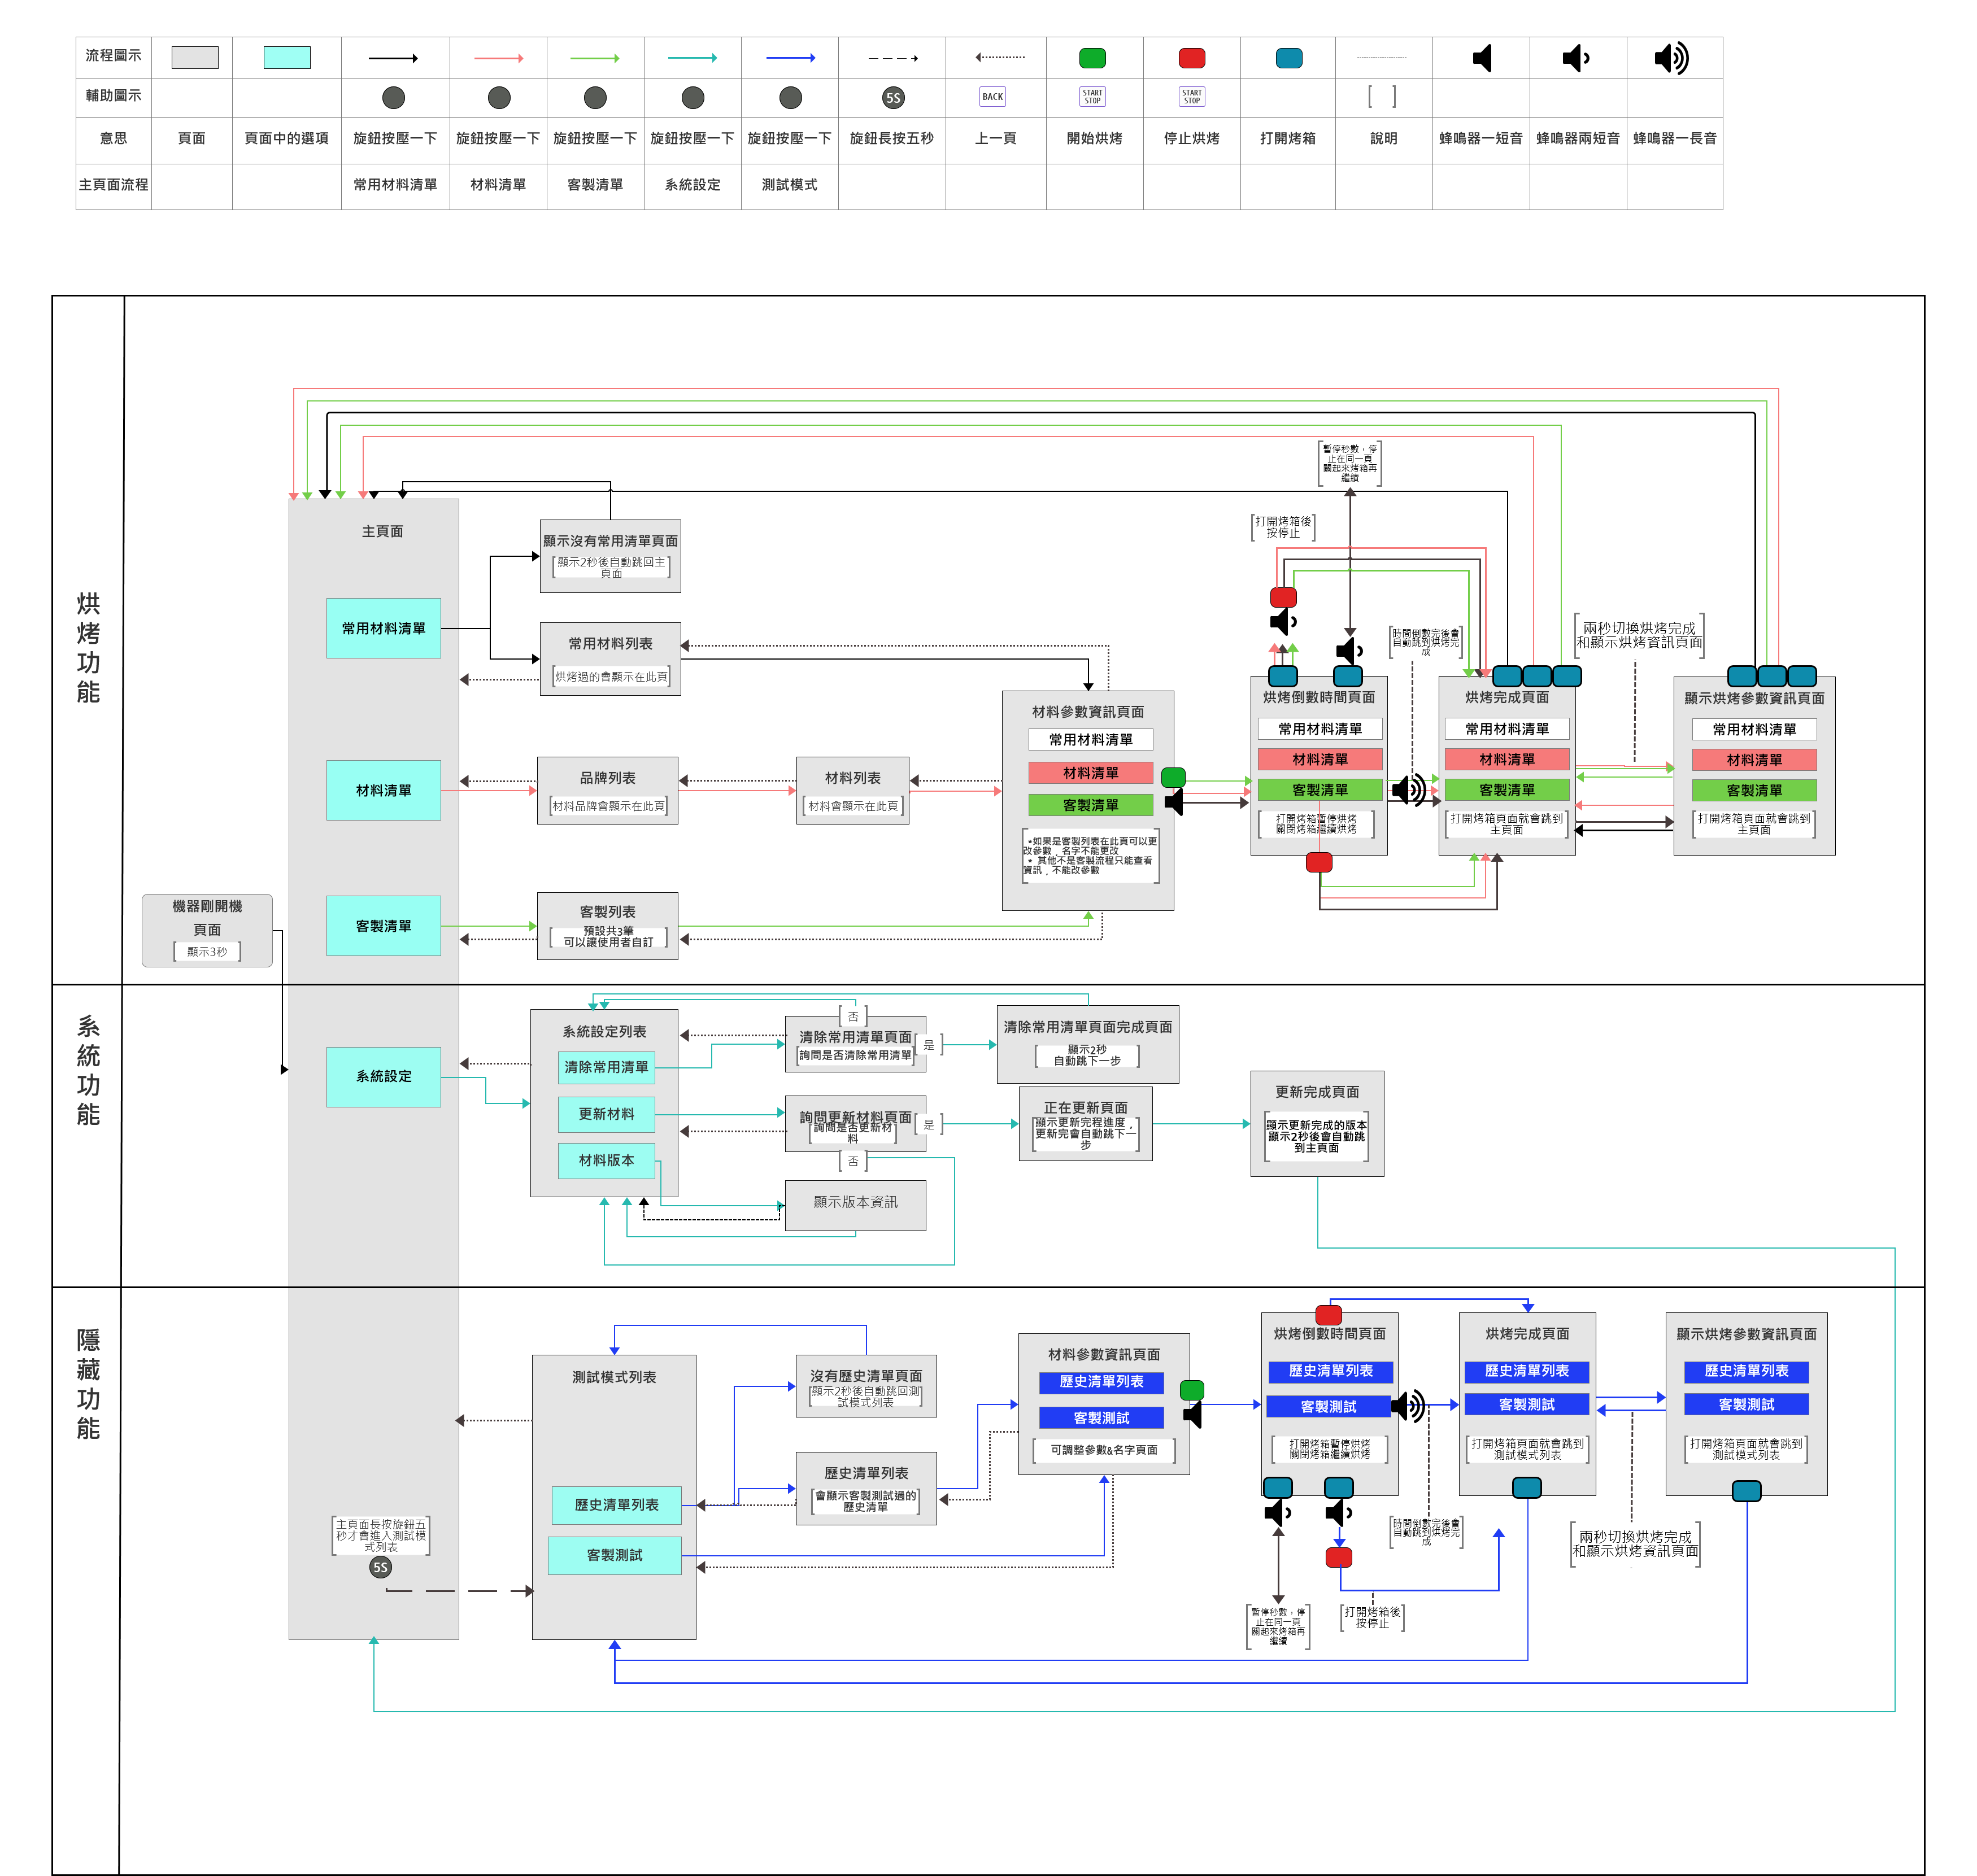 流程圖示
輔助圖示
5S
BACK
START
STOP
START
STOP
意思
頁面
頁面中的選項
旋鈕按壓一下
旋鈕按壓一下
旋鈕按壓一下
旋鈕按壓一下
旋鈕按壓一下
旋鈕長按五秒
上一頁
開始烘烤
停止烘烤
打開烤箱
說明
蜂鳴器一短音
蜂鳴器兩短音
蜂鳴器一長音
主頁面流程
常用材料清單
材料清單
客製清單
系統設定
測試模式
烘烤功能
主頁面
常用材料清單
材料清單
客製清單
機器剛開機
頁面
顯示3秒
顯示沒有常用清單頁面
顯示2秒後自動跳回主
頁面
常用材料列表
烘烤過的會顯示在此頁
品牌列表
材料品牌會顯示在此頁
材料列表
材料會顯示在此頁
客製列表
預設共3筆
可以讓使用者自訂
材料參數資訊頁面
常用材料清單
材料清單
客製清單
*如果是客製列表在此頁可以更
改參數，名字不能更改
* 其他不是客製流程只能查看
資訊，不能改參數
暫停秒數，停
止在同一頁
關起來烤箱再
繼續
打開烤箱後
按停止
烘烤倒數時間頁面
常用材料清單
材料清單
客製清單
打開烤箱暫停烘烤
關閉烤箱繼續烘烤
時間倒數完後會
自動跳到烘烤完
成
烘烤完成頁面
常用材料清單
材料清單
客製清單
打開烤箱頁面就會跳到
主頁面
兩秒切換烘烤完成
和顯示烘烤資訊頁面
顯示烘烤參數資訊頁面
常用材料清單
材料清單
客製清單
打開烤箱頁面就會跳到
主頁面
系統功能
系統設定
系統設定列表
清除常用清單
更新材料
材料版本
否
清除常用清單頁面
詢問是否清除常用清單
是
清除常用清單頁面完成頁面
顯示2秒
自動跳下一步
詢問更新材料頁面
詢問是否更新材
料
是
否
正在更新頁面
顯示更新完程進度，
更新完會自動跳下一
步
更新完成頁面
顯示更新完成的版本
顯示2秒後會自動跳
到主頁面
顯示版本資訊
隱藏功能
主頁面長按旋鈕五
秒才會進入測試模
式列表
5S
測試模式列表
歷史清單列表
客製測試
沒有歷史清單頁面
顯示2秒後自動跳回測
試模式列表
歷史清單列表
會顯示客製測試過的
歷史清單
材料參數資訊頁面
歷史清單列表
客製測試
可調整參數&名字頁面
烘烤倒數時間頁面
歷史清單列表
客製測試
打開烤箱暫停烘烤
關閉烤箱繼續烘烤
烘烤完成頁面
歷史清單列表
客製測試
打開烤箱頁面就會跳到
測試模式列表
顯示烘烤參數資訊頁面
歷史清單列表
客製測試
打開烤箱頁面就會跳到
測試模式列表
時間倒數完後會
自動跳到烘烤完
成
兩秒切換烘烤完成
和顯示烘烤資訊頁面
暫停秒數，停
止在同一頁
關起來烤箱再
繼續
打開烤箱後
按停止